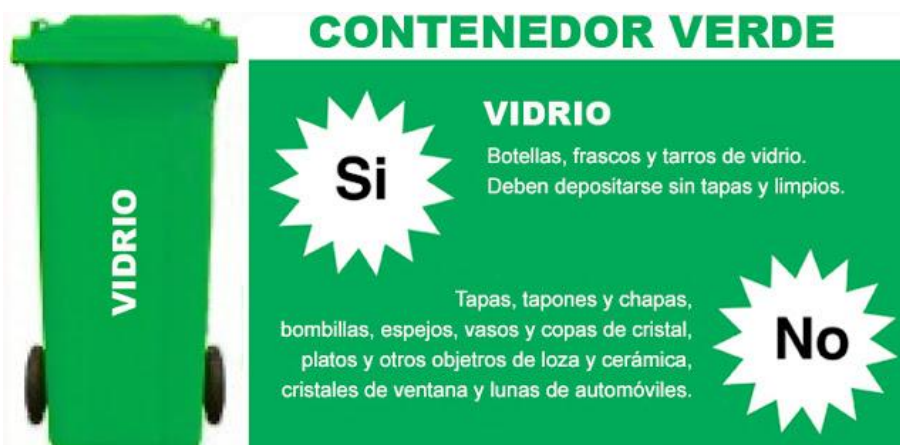 CONTENEDOR VERDE
VIDRIO
Si
VIDRIO
Botellas, frascos y tarros de vidrio.
Deben depositarse sin tapas y limpios.
Tapas, tapones y chapas,
bombillas, espejos, vasos y copas de cristal,
platos y otros objetros de loza y cerámica,
cristales de ventana y lunas de automóviles.
No